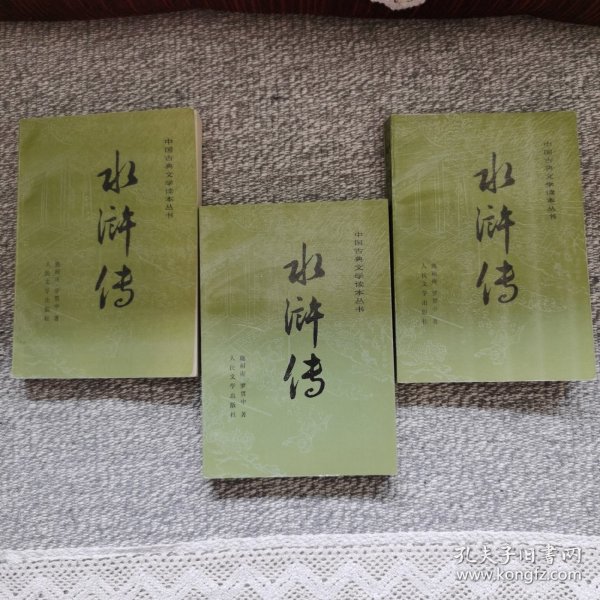 中国古典文学读本丛书
水浒传
施耐庵 罗贯中 著
人民文学出版社
中国古典文学读本丛书
水浒传
施耐庵 罗贯中 著
人民文学出版社
中国古典文学读本丛书
水浒传
施耐庵 罗贯中 著
人民文学出版社
孔夫子旧书网
www.kongfz.com